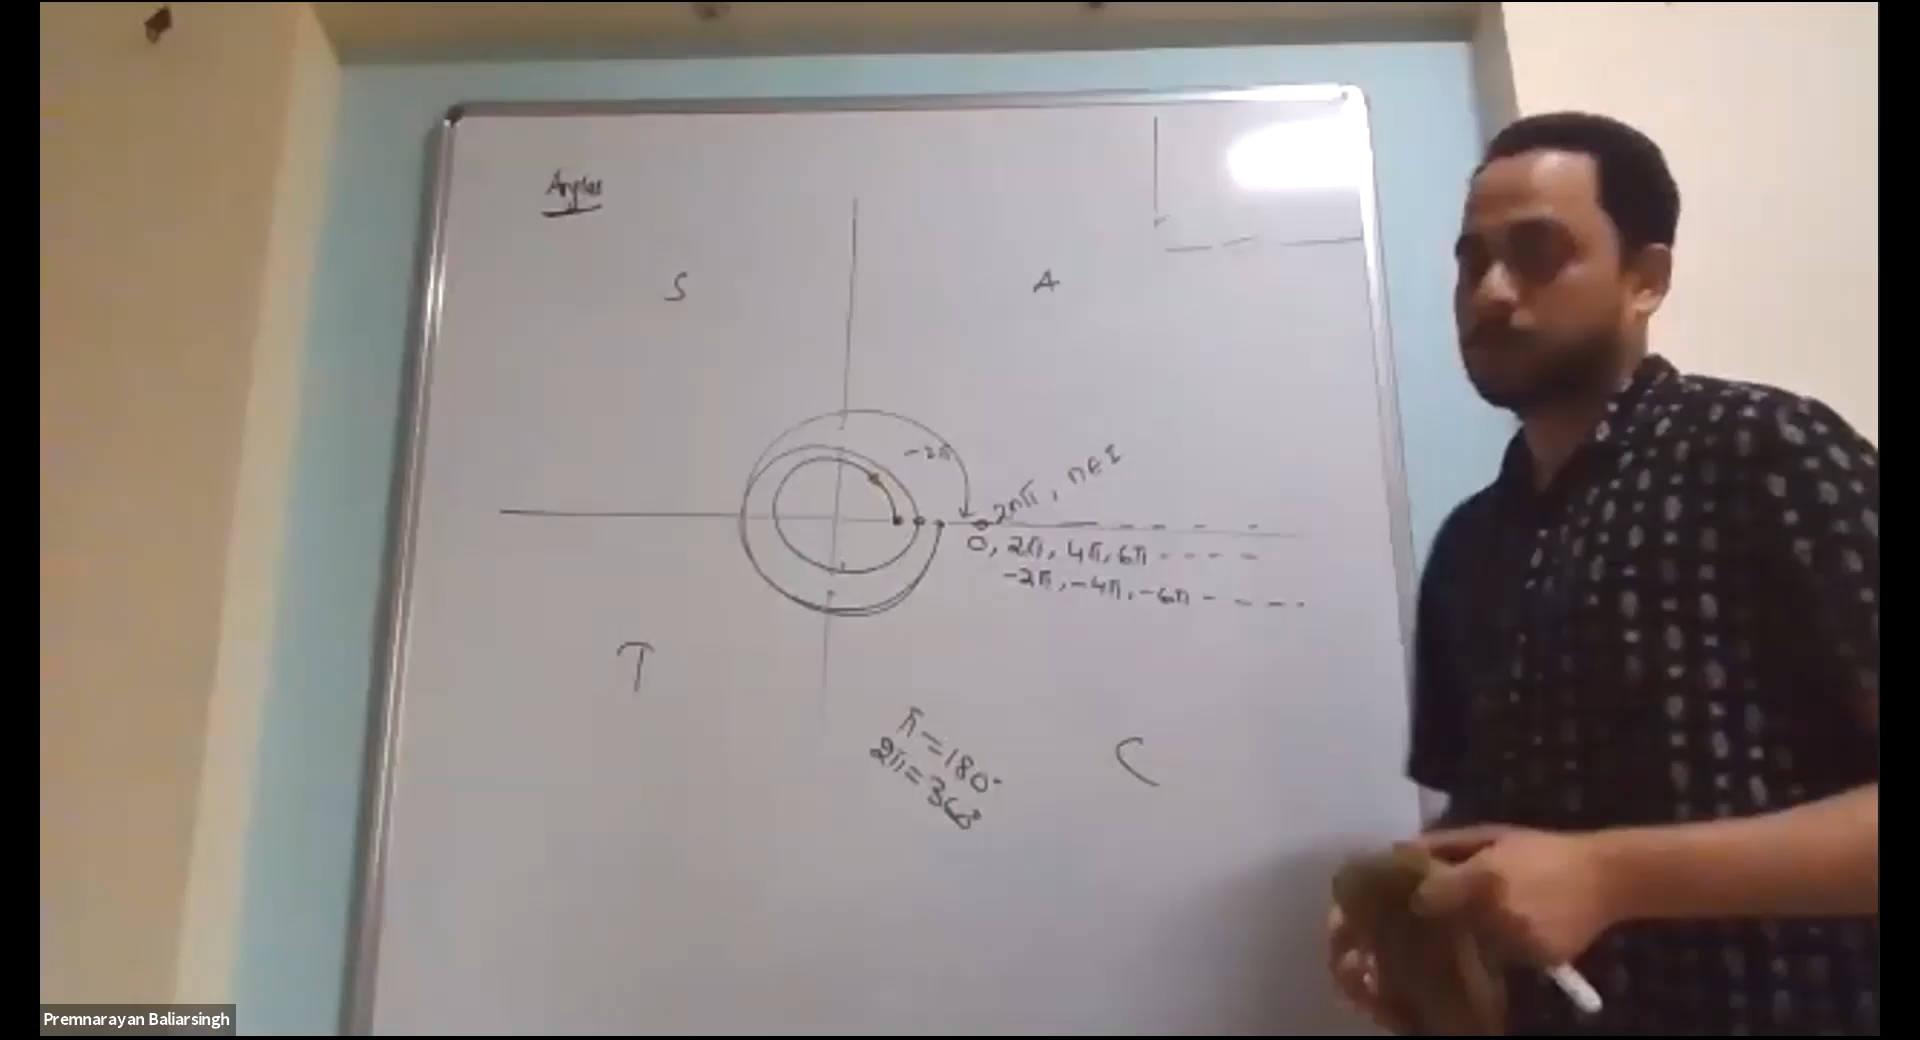 Angles
S
A
-2π
2nπ, n∈I
0, 2π, 4π, 6π - - - -
-2π, -4π, -6π - - - -
T
π=180°
2π=360°
C
Premnarayan Baliarsingh